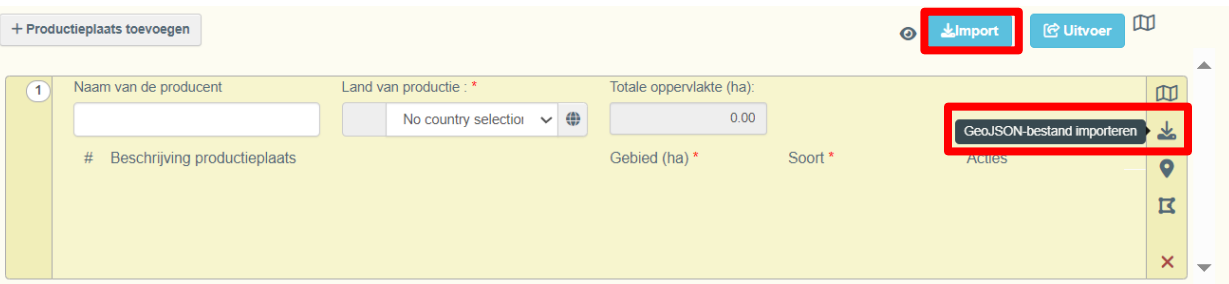 + Productieplaats toevoegen
Import
Uitvoer
1
Naam van de producent
Land van productie : *
Totale oppervlakte (ha):
No country selection
0.00
GeoJSON-bestand importeren
# Beschrijving productieplaats
Gebied (ha) *
Soort *
Acties